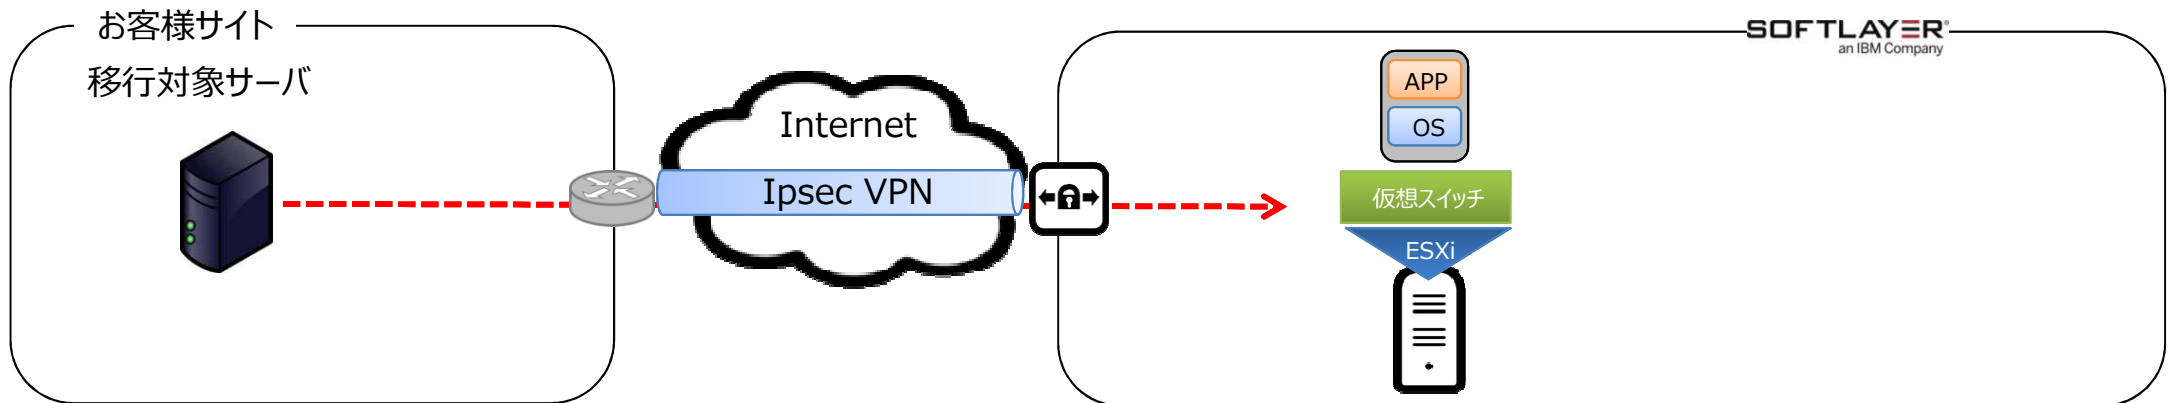 お客様サイト
移行対象サーバ
Internet
Ipsec VPN
SOFTLAYER®
an IBM Company
APP
OS
仮想スイッチ
ESXi